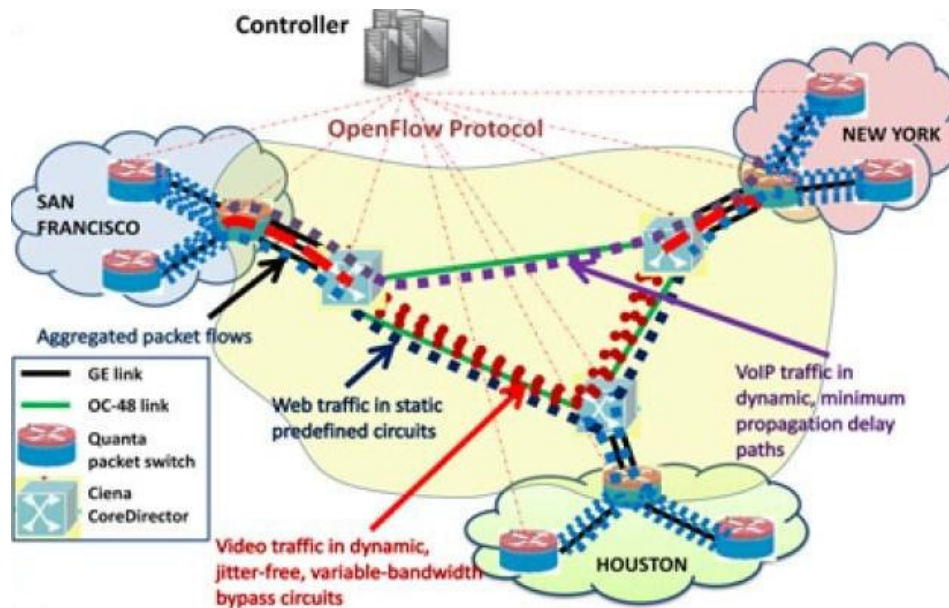 Controller
OpenFlow Protocol
NEW YORK
SAN
FRANCISCO
Aggregated packet flows
GE link
OC-48 link
Quanta
packet switch
Ciena
CoreDirector
Web traffic in static
predefined circuits
VoIP traffic in
dynamic, minimum
propagation delay
paths
Video traffic in dynamic,
jitter-free, variable-bandwidth
bypass circuits
HOUSTON